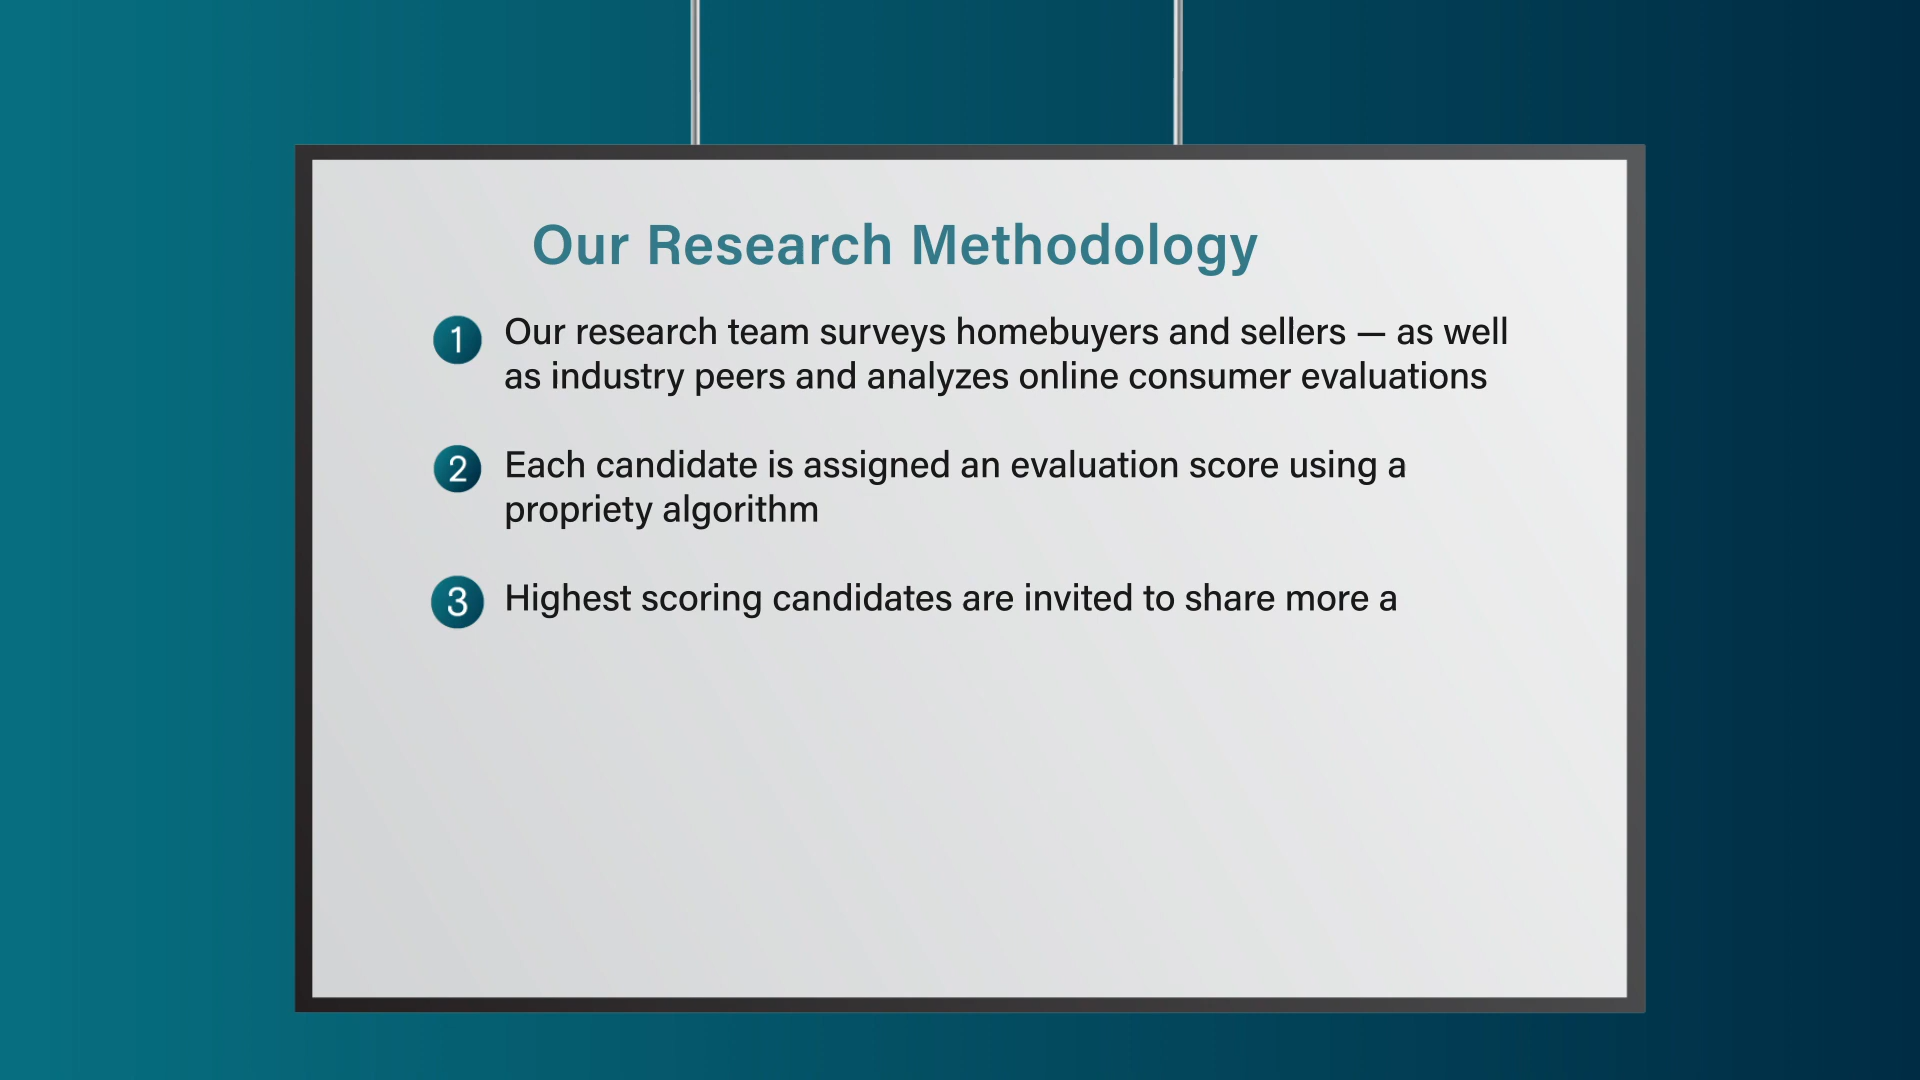 Our Research Methodology
1 Our research team surveys homebuyers and sellers — as well
as industry peers and analyzes online consumer evaluations
2 Each candidate is assigned an evaluation score using a
propriety algorithm
3 Highest scoring candidates are invited to share more a